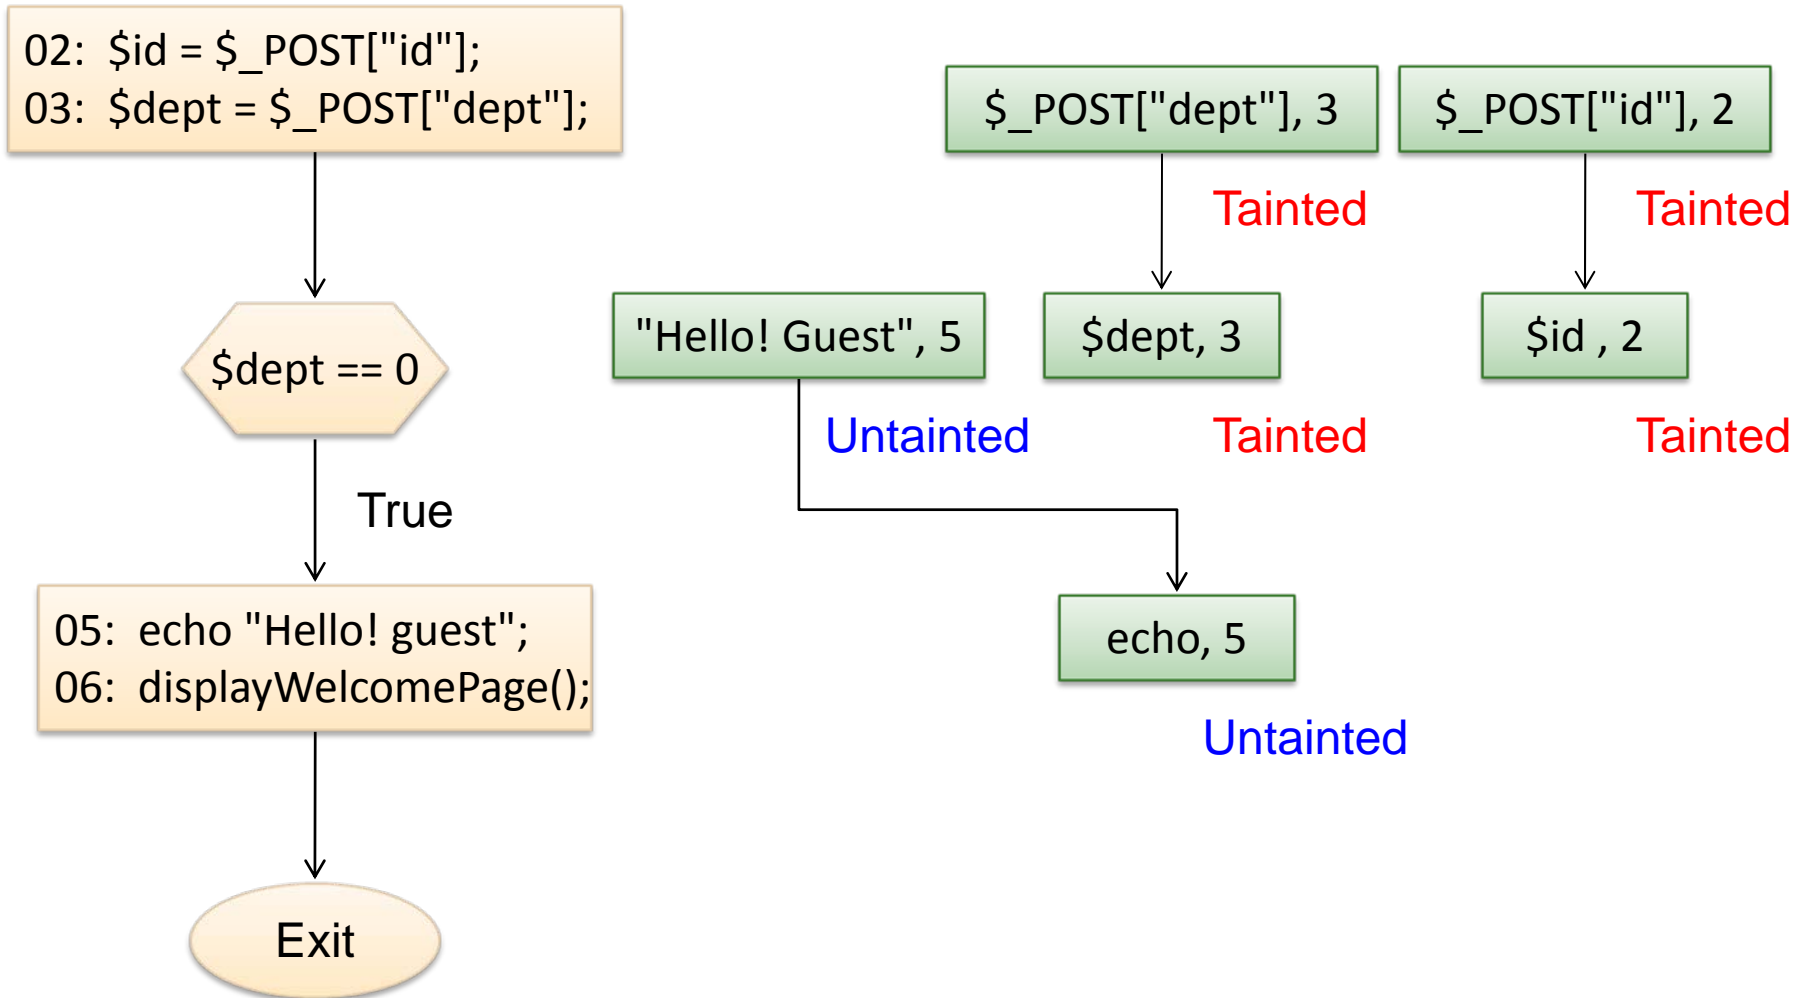 02:  $id = $_POST["id"];
03:  $dept = $_POST["dept"];
$dept == 0
True
05:  echo "Hello! guest";
06:  displayWelcomePage();
Exit
$_POST["dept"], 3
$_POST["id"], 2
Tainted
Tainted
"Hello! Guest", 5
$dept, 3
$id , 2
Untainted
Tainted
Tainted
echo, 5
Untainted